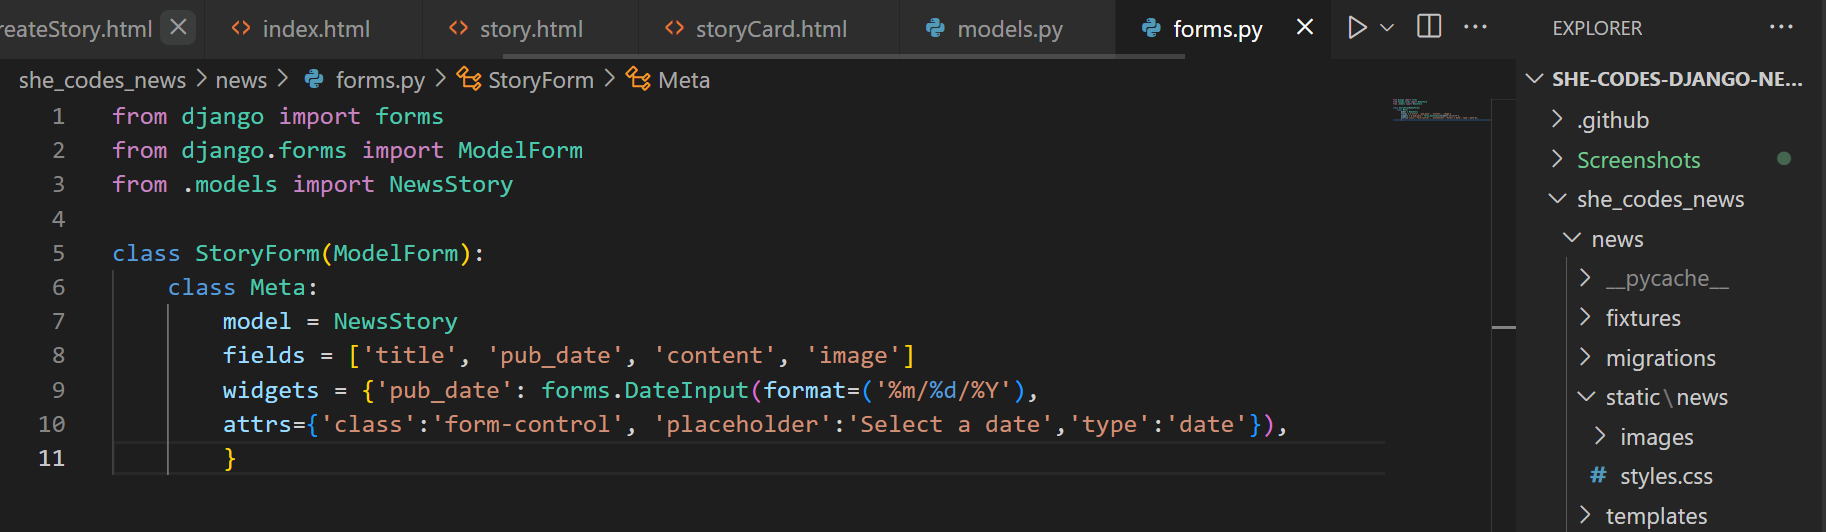 reateStory.html index.html story.html storyCard.html models.py forms.py EXPLORER
she_codes_news > news > forms.py > StoryForm > Meta
1 from django import forms
2 from django.forms import ModelForm
3 from .models import NewsStory
4
5 class StoryForm(ModelForm):
6 class Meta:
7 model = NewsStory
8 fields = ['title', 'pub_date', 'content', 'image']
9 widgets = {'pub_date': forms.DateInput(format=('%m/%d/%Y'),
10 attrs={'class':'form-control', 'placeholder':'Select a date','type':'date'}),
11 }
SHE-CODES-DJANGO-NE...
.github
Screenshots
she_codes_news
news
__pycache__
fixtures
migrations
static\news
images
# styles.css
templates